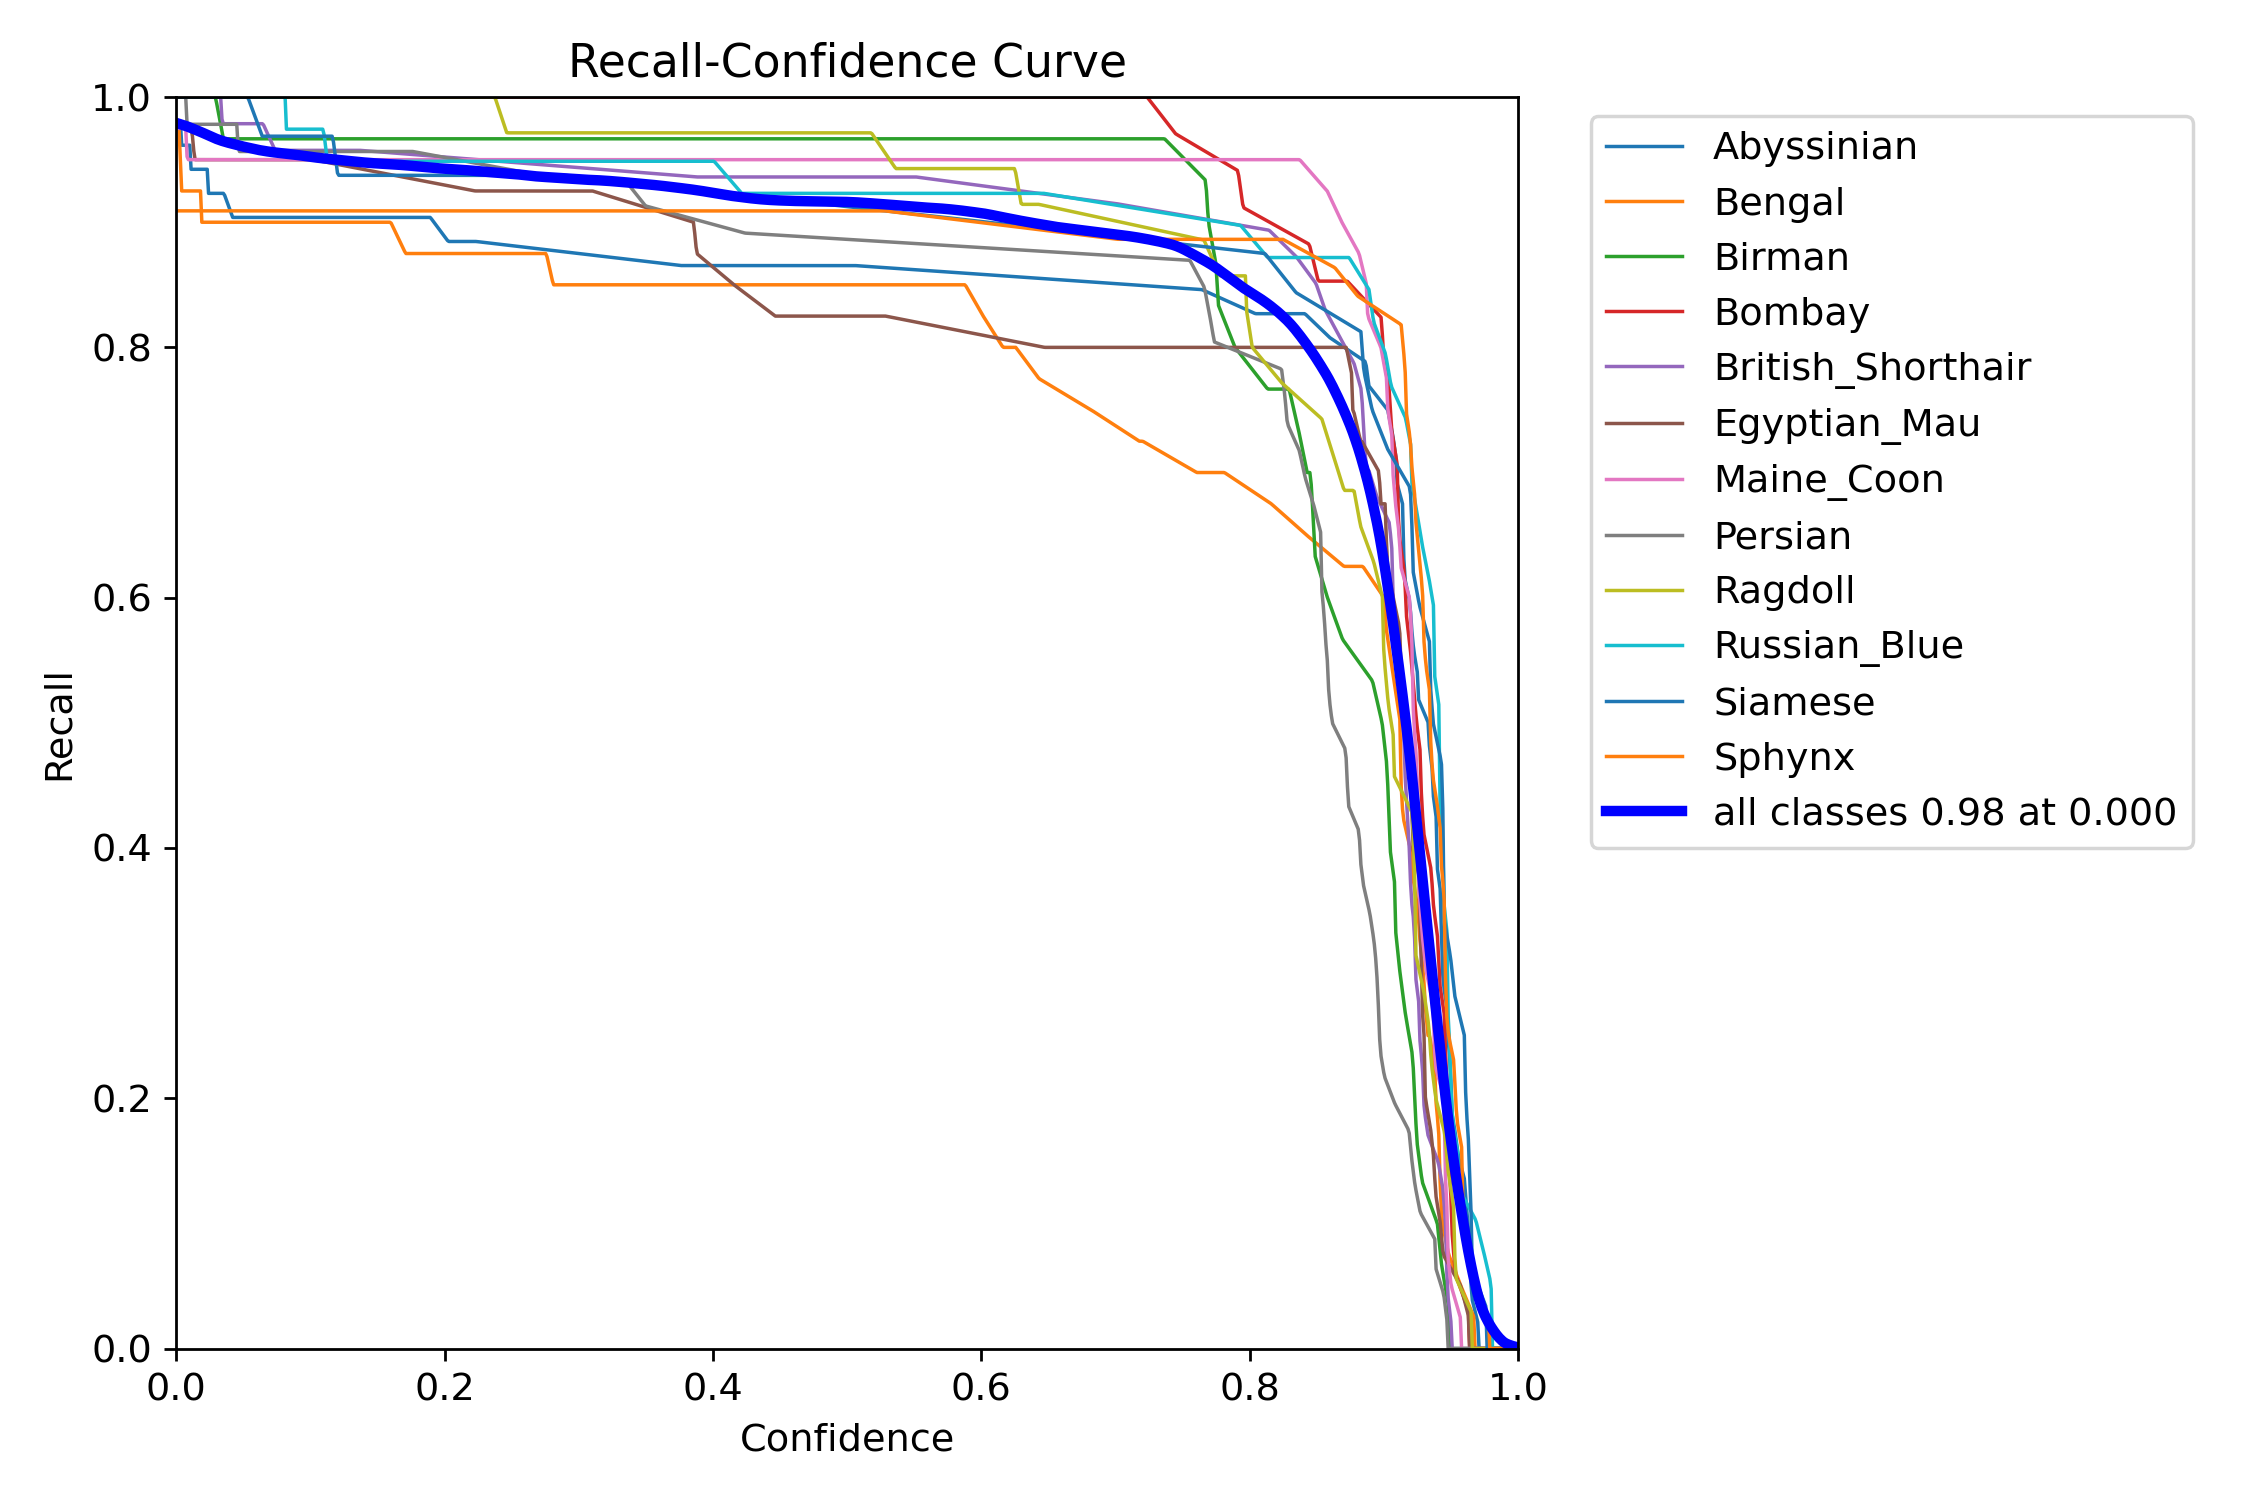 Recall-Confidence Curve
1.0
0.8
0.6
0.4
0.2
0.0
Recall
0.0 0.2 0.4 0.6 0.8 1.0
Confidence
Abyssinian
Bengal
Birman
Bombay
British_Shorthair
Egyptian_Mau
Maine_Coon
Persian
Ragdoll
Russian_Blue
Siamese
Sphynx
all classes 0.98 at 0.000